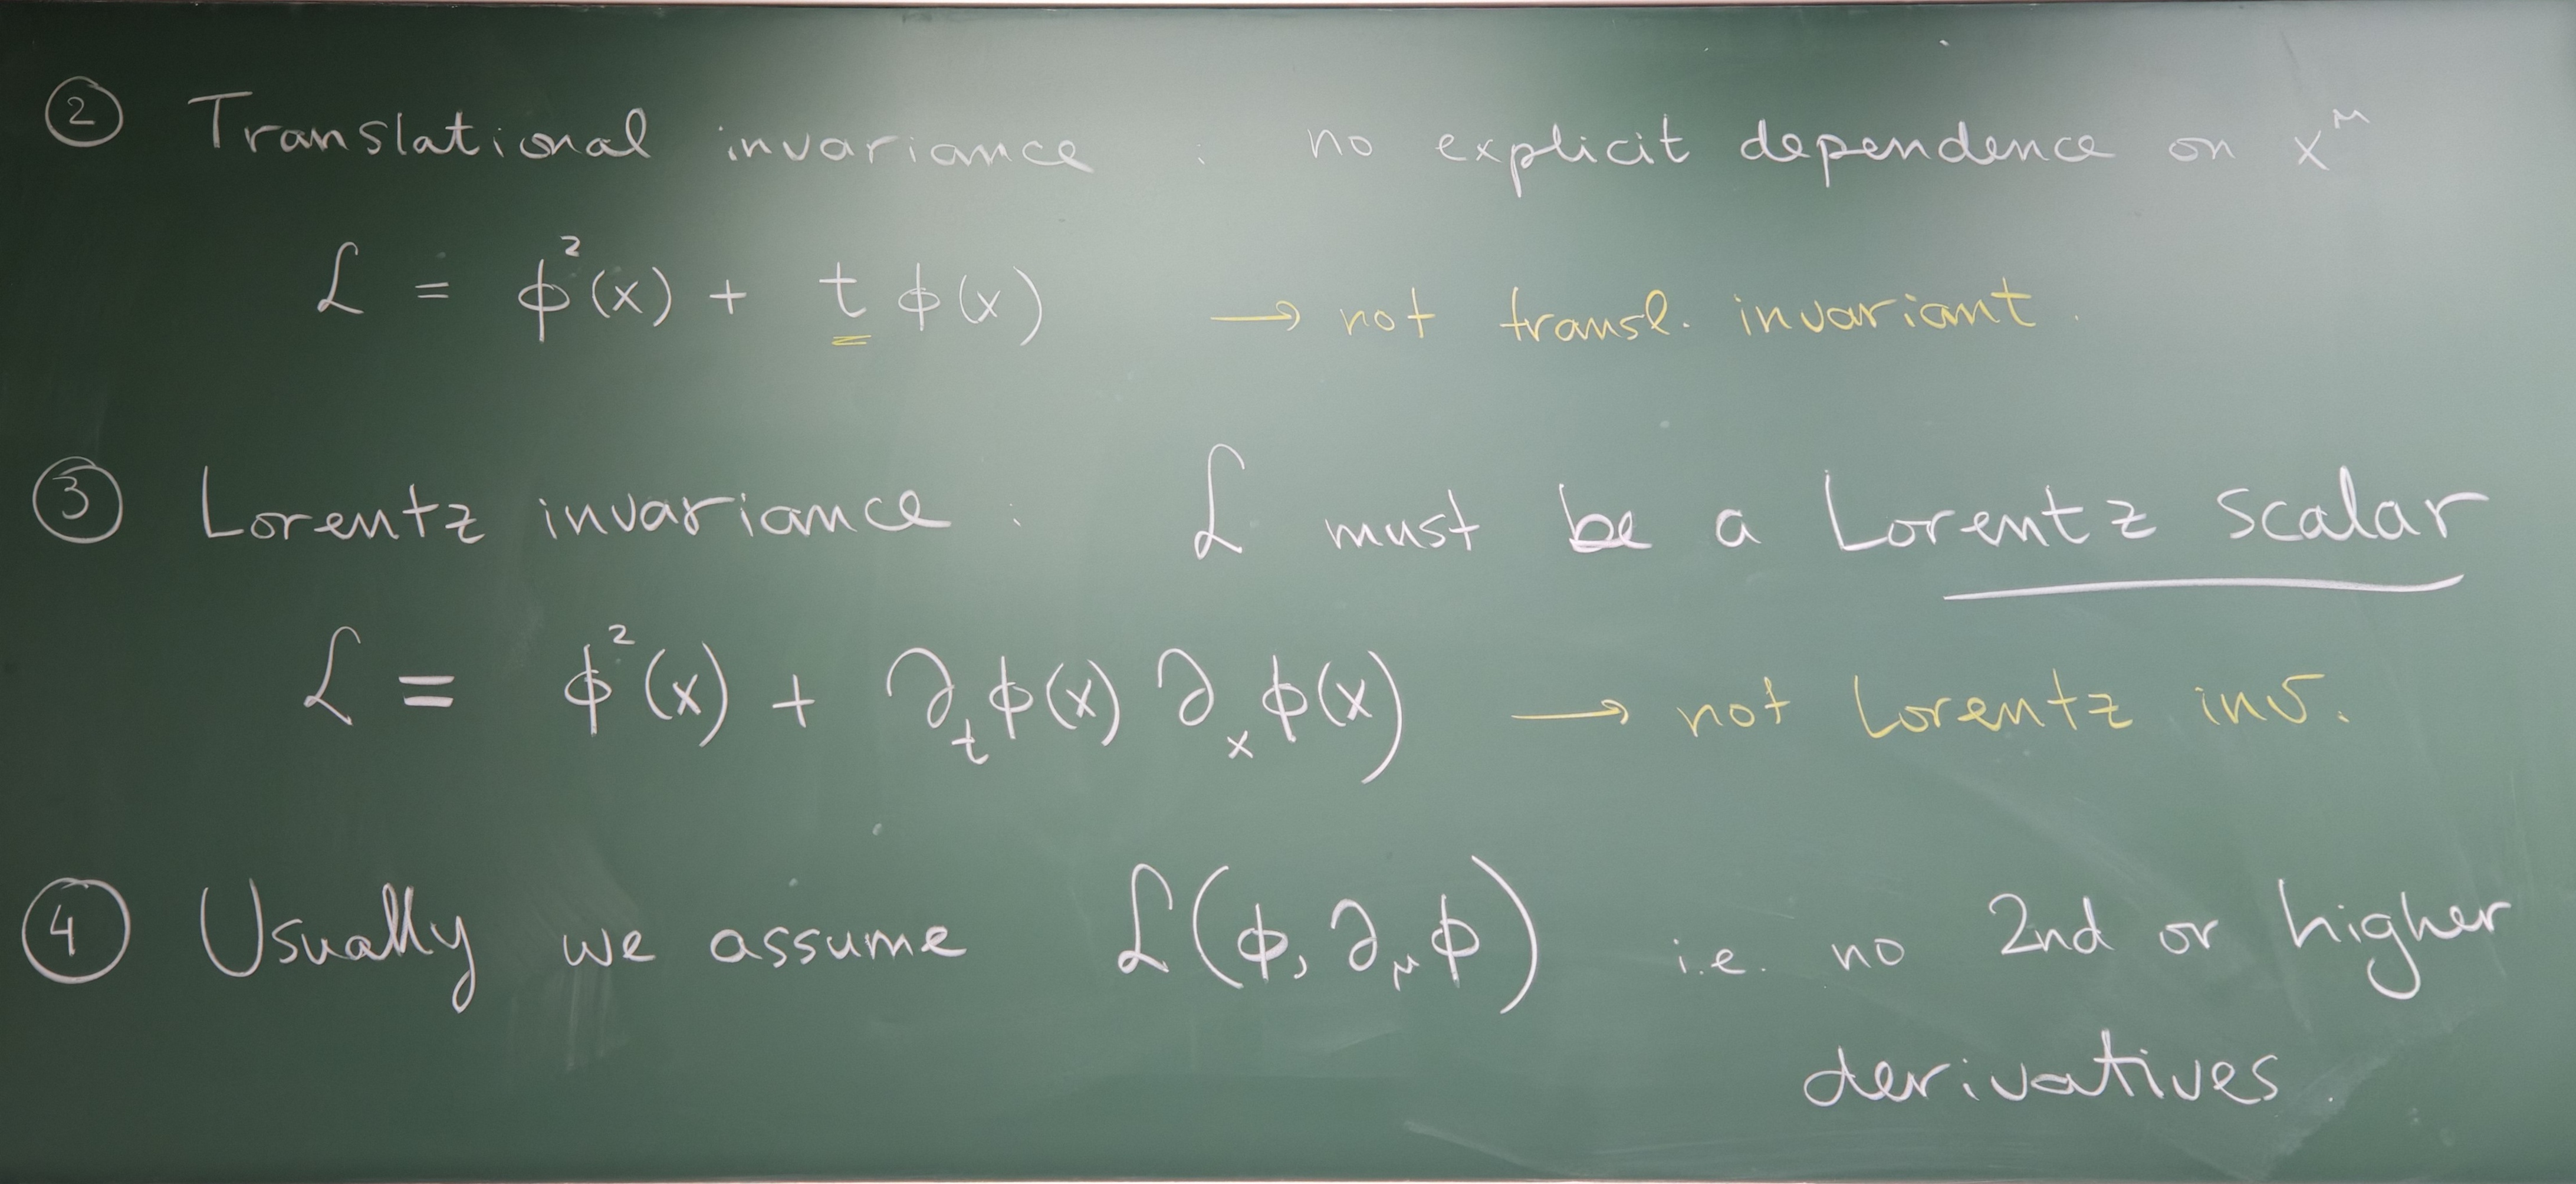 ② Translational invariance : no explicit dependence on x^μ
ℒ = ϕ²(x) + t ϕ(x) → not transl. invariant.
③ Lorentz invariance : ℒ must be a Lorentz scalar
ℒ = ϕ²(x) + ∂_t ϕ(x) ∂_x ϕ(x) → not Lorentz inv.
④ Usually we assume ℒ(ϕ, ∂_μ ϕ) i.e. no 2nd or higher
derivatives.